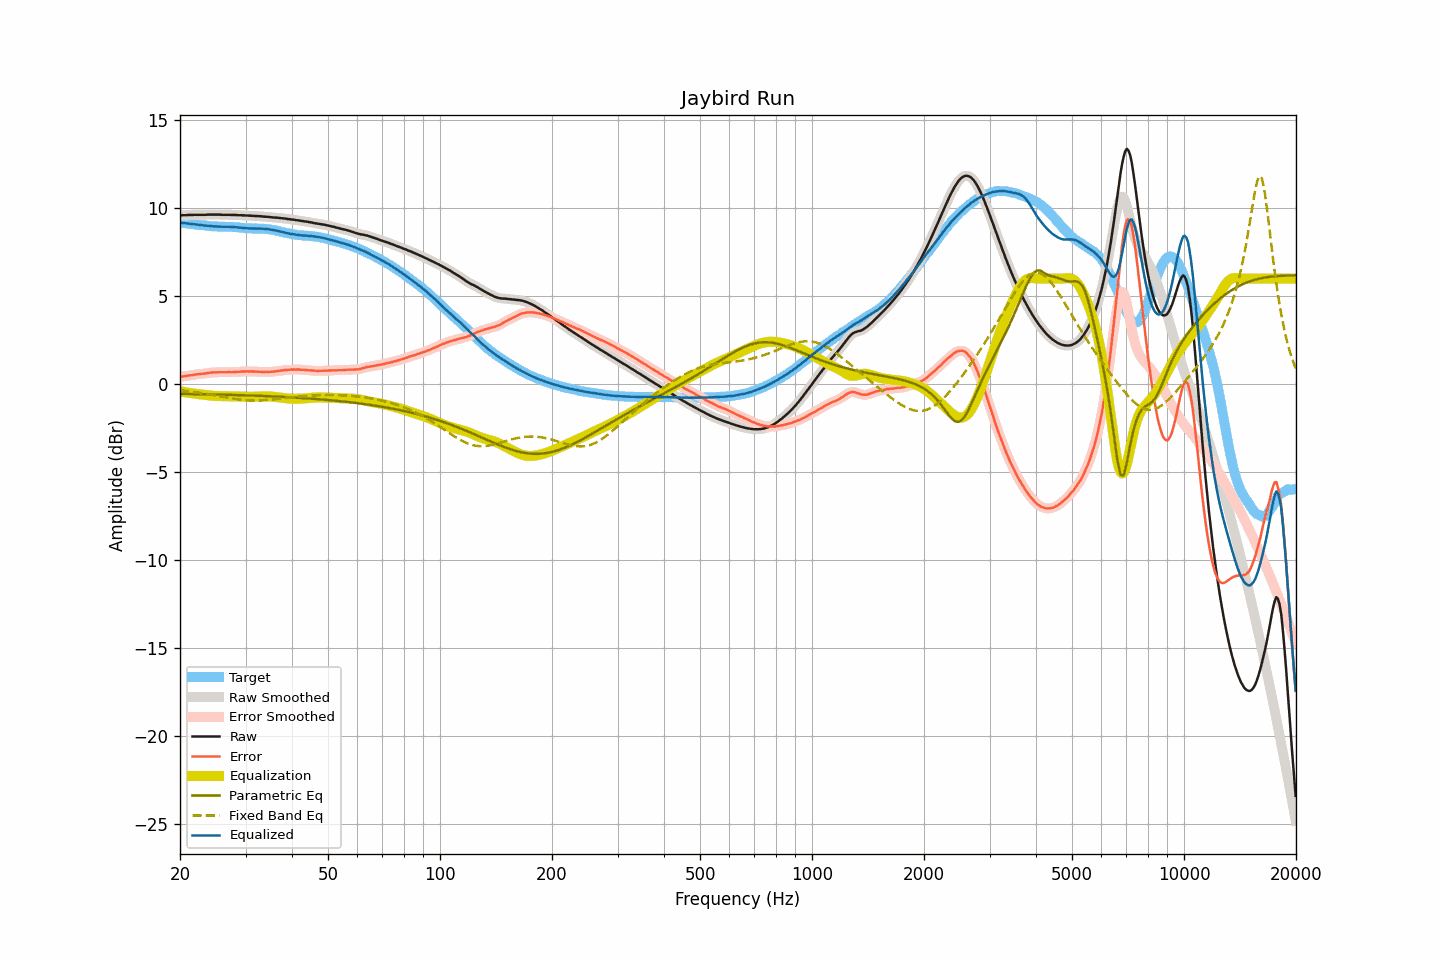 Jaybird Run
15
10
5
0
−5
−10
−15
−20
−25
Amplitude (dBr)
Target
Raw Smoothed
Error Smoothed
Raw
Error
Equalization
Parametric Eq
Fixed Band Eq
Equalized
20 50 100 200 500 1000 2000 5000 10000 20000
Frequency (Hz)